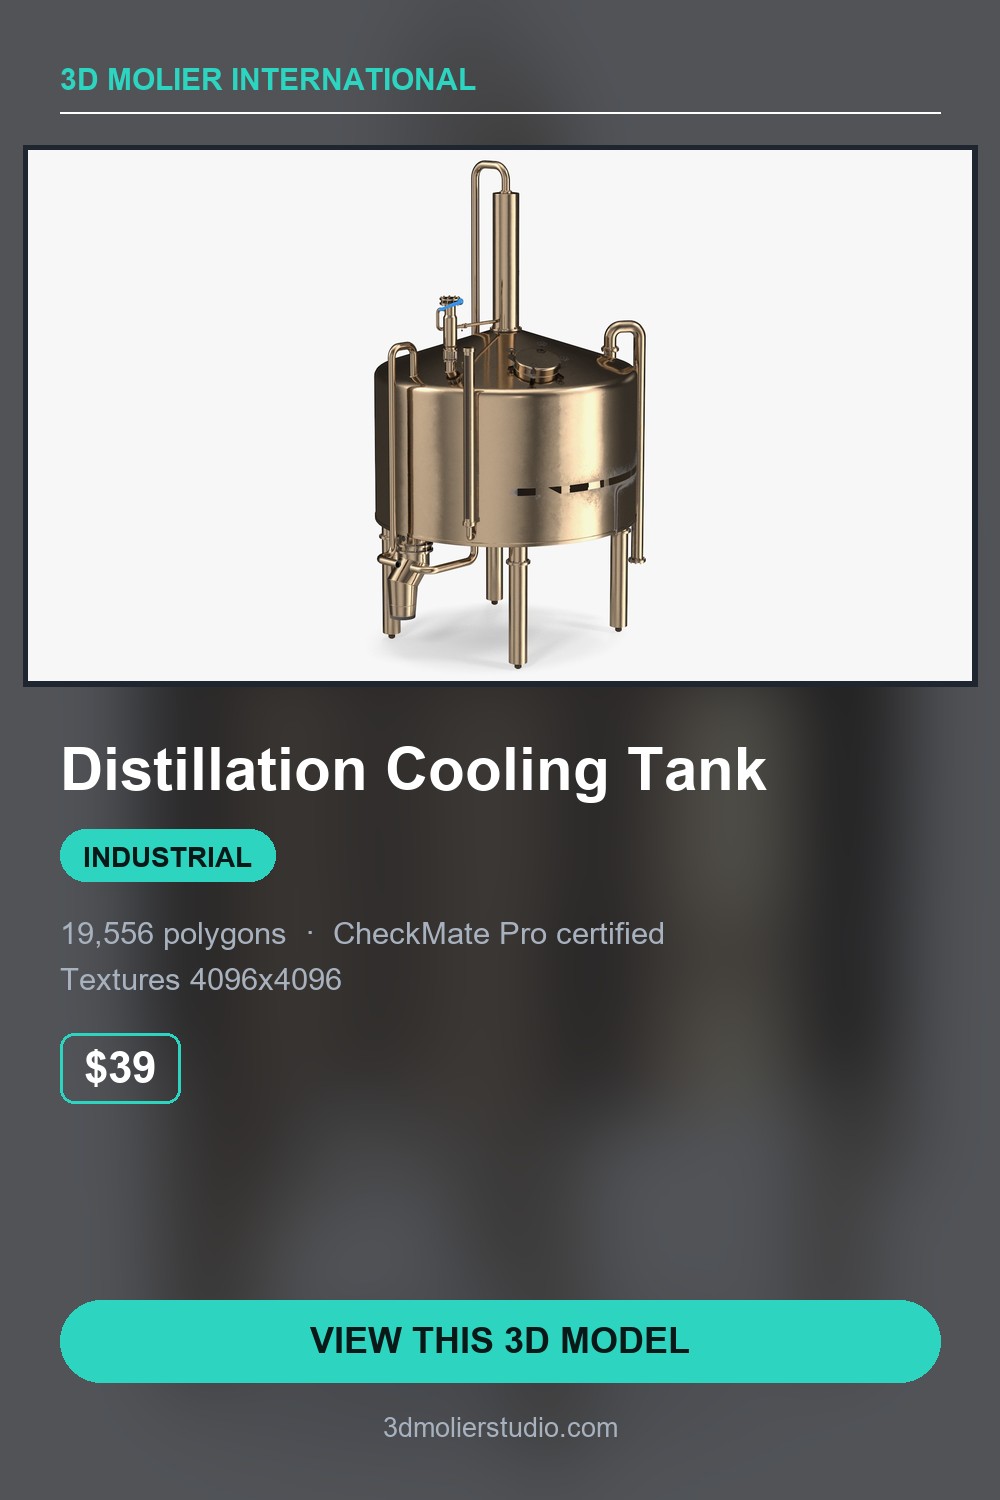 3D MOLIER INTERNATIONAL
Distillation Cooling Tank
INDUSTRIAL
19,556 polygons · CheckMate Pro certified
Textures 4096x4096
$39
VIEW THIS 3D MODEL
3dmolierstudio.com